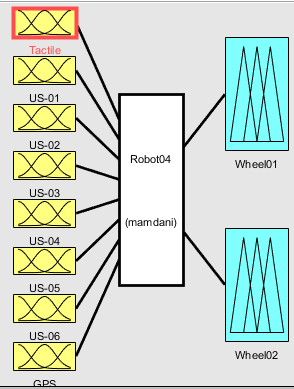 Tactile
US-01
US-02
US-03
US-04
US-05
US-06
GPS
Robot04
(mamdani)
Wheel01
Wheel02